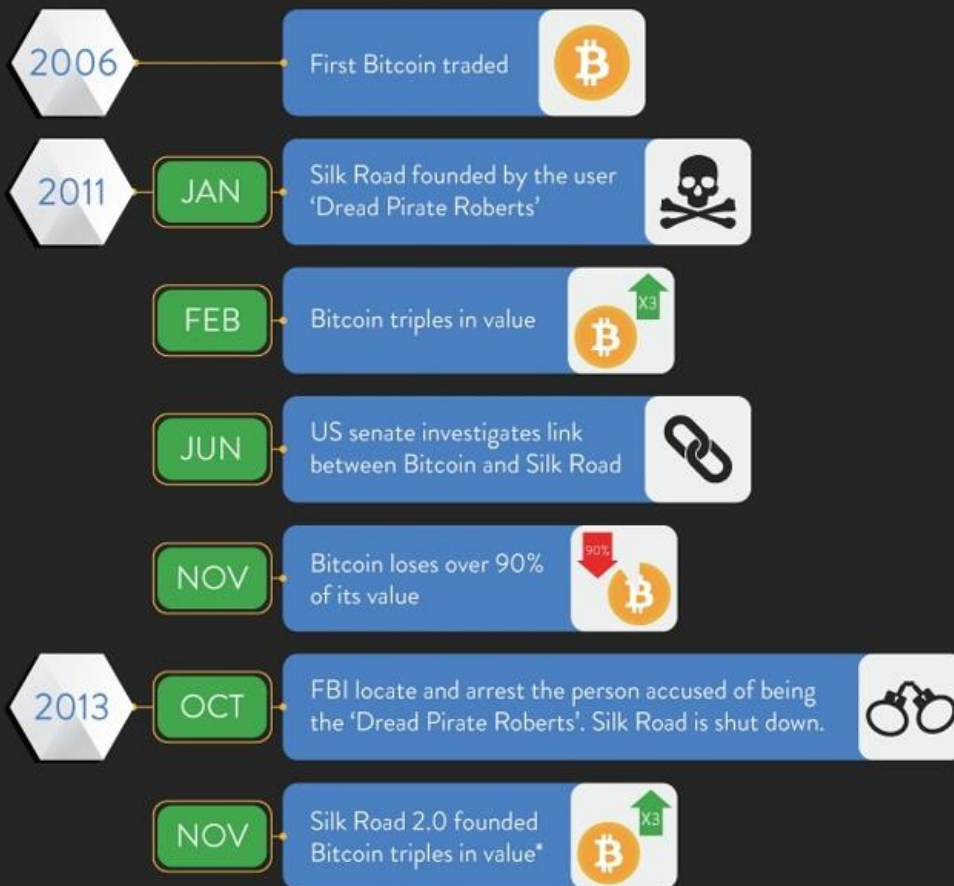 2006
First Bitcoin traded
2011
JAN
Silk Road founded by the user
‘Dread Pirate Roberts’
FEB
Bitcoin triples in value
X3
JUN
US senate investigates link
between Bitcoin and Silk Road
NOV
Bitcoin loses over 90%
of its value
90%
2013
OCT
FBI locate and arrest the person accused of being
the ‘Dread Pirate Roberts’. Silk Road is shut down.
NOV
Silk Road 2.0 founded
Bitcoin triples in value*
X3